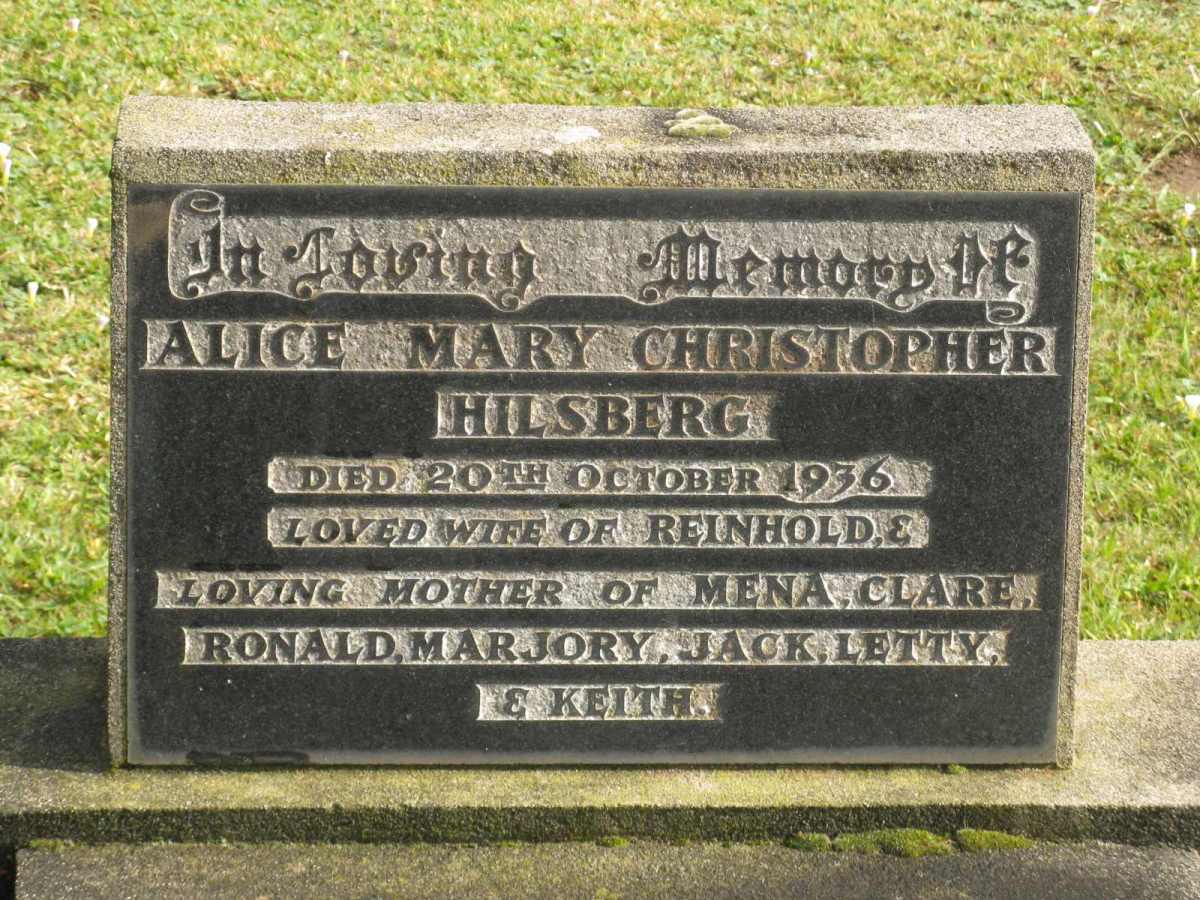 In Loving Memory Of
ALICE MARY CHRISTOPHER
HILSBERG
DIED 20TH OCTOBER 1936
LOVED WIFE OF REINHOLD, &
LOVING MOTHER OF MENA, CLARE,
RONALD, MARJORY, JACK, LETTY,
& KEITH.